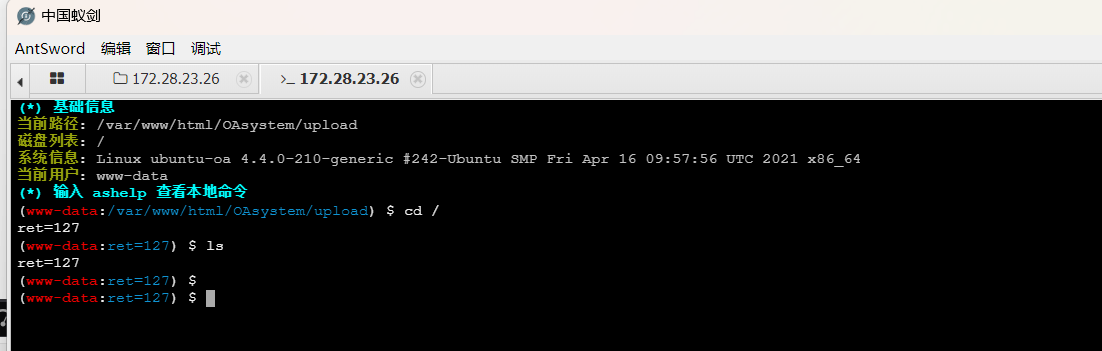 中国蚁剑
AntSword 编辑 窗口 调试
172.28.23.26 >_ 172.28.23.26
(*) 基础信息
当前路径: /var/www/html/OAsystem/upload
磁盘列表: /
系统信息: Linux ubuntu-oa 4.4.0-210-generic #242-Ubuntu SMP Fri Apr 16 09:57:56 UTC 2021 x86_64
当前用户: www-data
(*) 输入 ashelp 查看本地命令
(www-data:/var/www/html/OAsystem/upload) $ cd /
ret=127
(www-data:ret=127) $ ls
ret=127
(www-data:ret=127) $
(www-data:ret=127) $